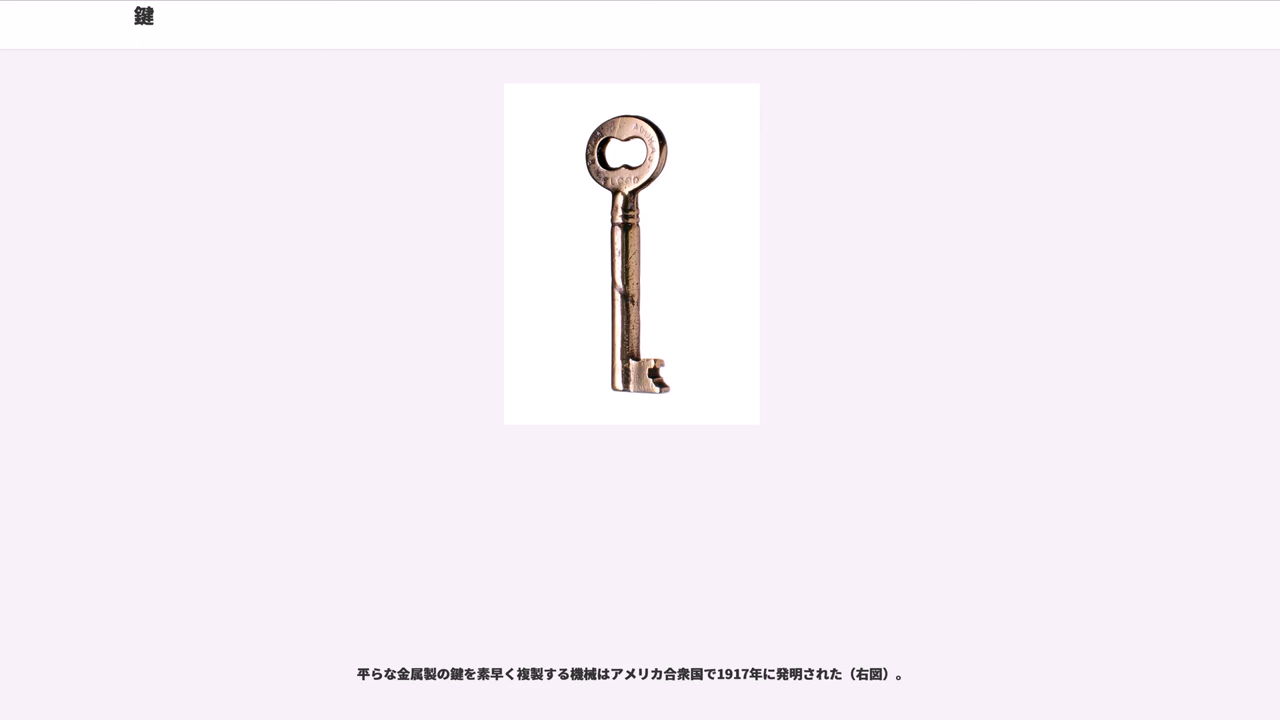 鍵
平らな金属製の鍵を素早く複製する機械はアメリカ合衆国で1917年に発明された（右図）。